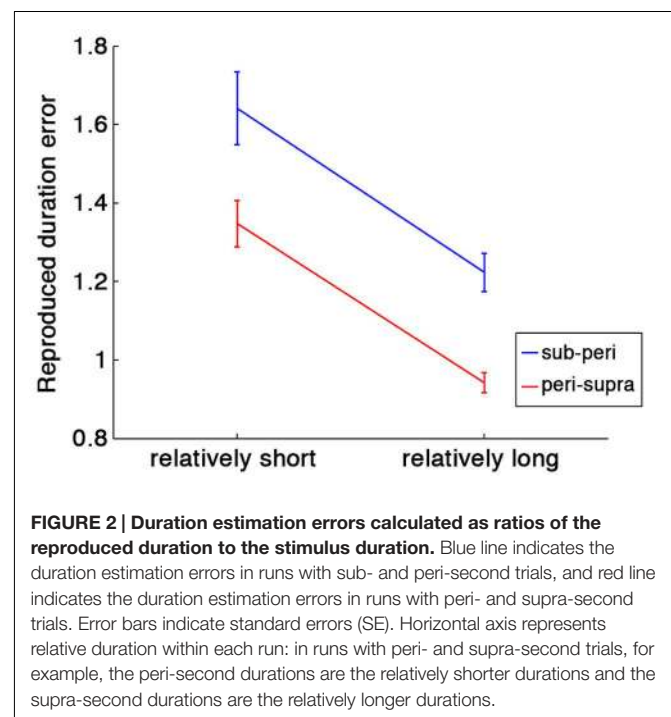 1.8
1.6
1.4
1.2
1
0.8
Reproduced duration error
sub-peri
peri-supra
relatively short relatively long
FIGURE 2 | Duration estimation errors calculated as ratios of the
reproduced duration to the stimulus duration. Blue line indicates the
duration estimation errors in runs with sub- and peri-second trials, and red line
indicates the duration estimation errors in runs with peri- and supra-second
trials. Error bars indicate standard errors (SE). Horizontal axis represents
relative duration within each run: in runs with peri- and supra-second trials, for
example, the peri-second durations are the relatively shorter durations and the
supra-second durations are the relatively longer durations.